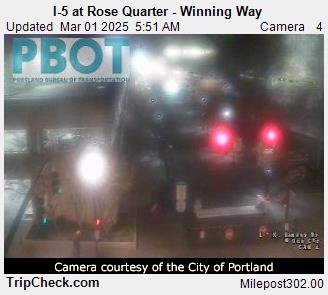 I-5 at Rose Quarter - Winning Way
Updated Mar 01 2025 5:51 AM Camera 4
PBOT
PORTLAND BUREAU OF TRANSPORTATION
Camera courtesy of the City of Portland
TripCheck.com Milepost302.00